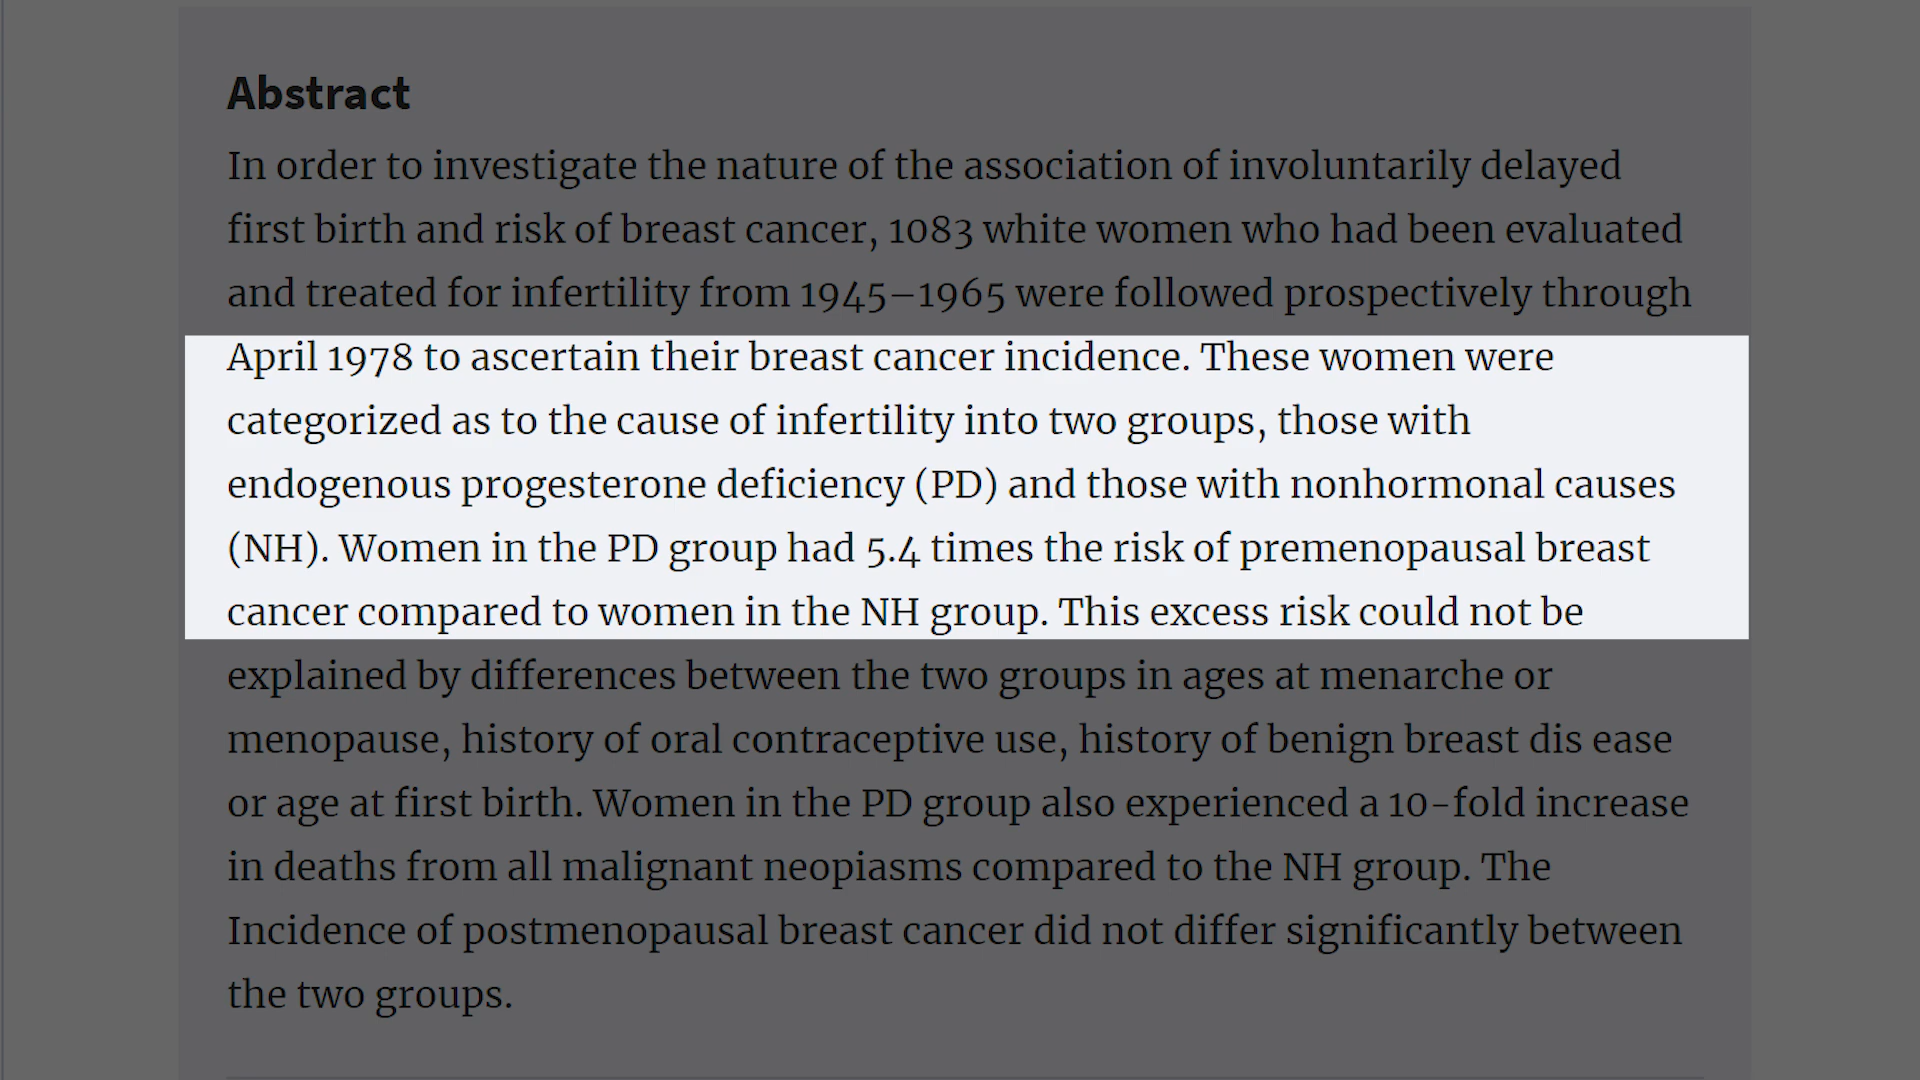 Abstract
In order to investigate the nature of the association of involuntarily delayed
first birth and risk of breast cancer, 1083 white women who had been evaluated
and treated for infertility from 1945–1965 were followed prospectively through
April 1978 to ascertain their breast cancer incidence. These women were
categorized as to the cause of infertility into two groups, those with
endogenous progesterone deficiency (PD) and those with nonhormonal causes
(NH). Women in the PD group had 5.4 times the risk of premenopausal breast
cancer compared to women in the NH group. This excess risk could not be
explained by differences between the two groups in ages at menarche or
menopause, history of oral contraceptive use, history of benign breast dis ease
or age at first birth. Women in the PD group also experienced a 10-fold increase
in deaths from all malignant neopiasms compared to the NH group. The
Incidence of postmenopausal breast cancer did not differ significantly between
the two groups.